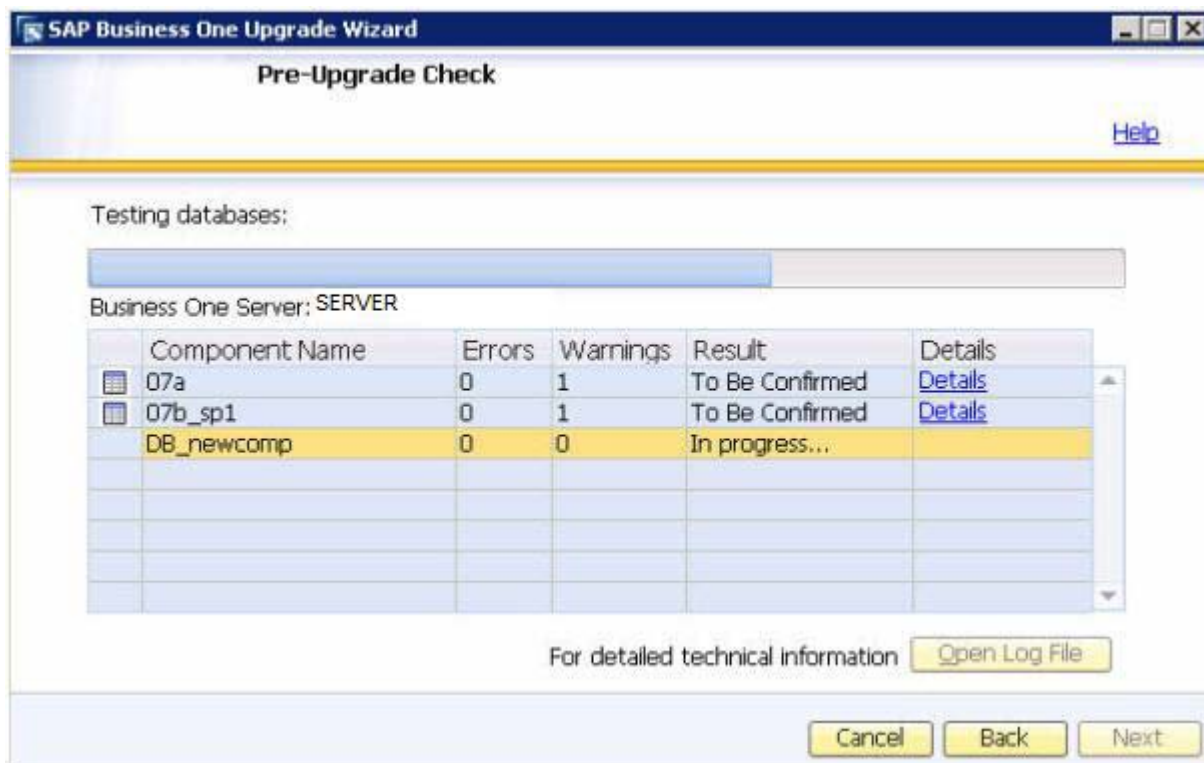 SAP Business One Upgrade Wizard
Pre-Upgrade Check
Help
Testing databases:
Business One Server: SERVER
Component Name Errors Warnings Result Details
07a 0 1 To Be Confirmed Details
07b_sp1 0 1 To Be Confirmed Details
DB_newcomp 0 0 In progress...
For detailed technical information Open Log File
Cancel Back Next